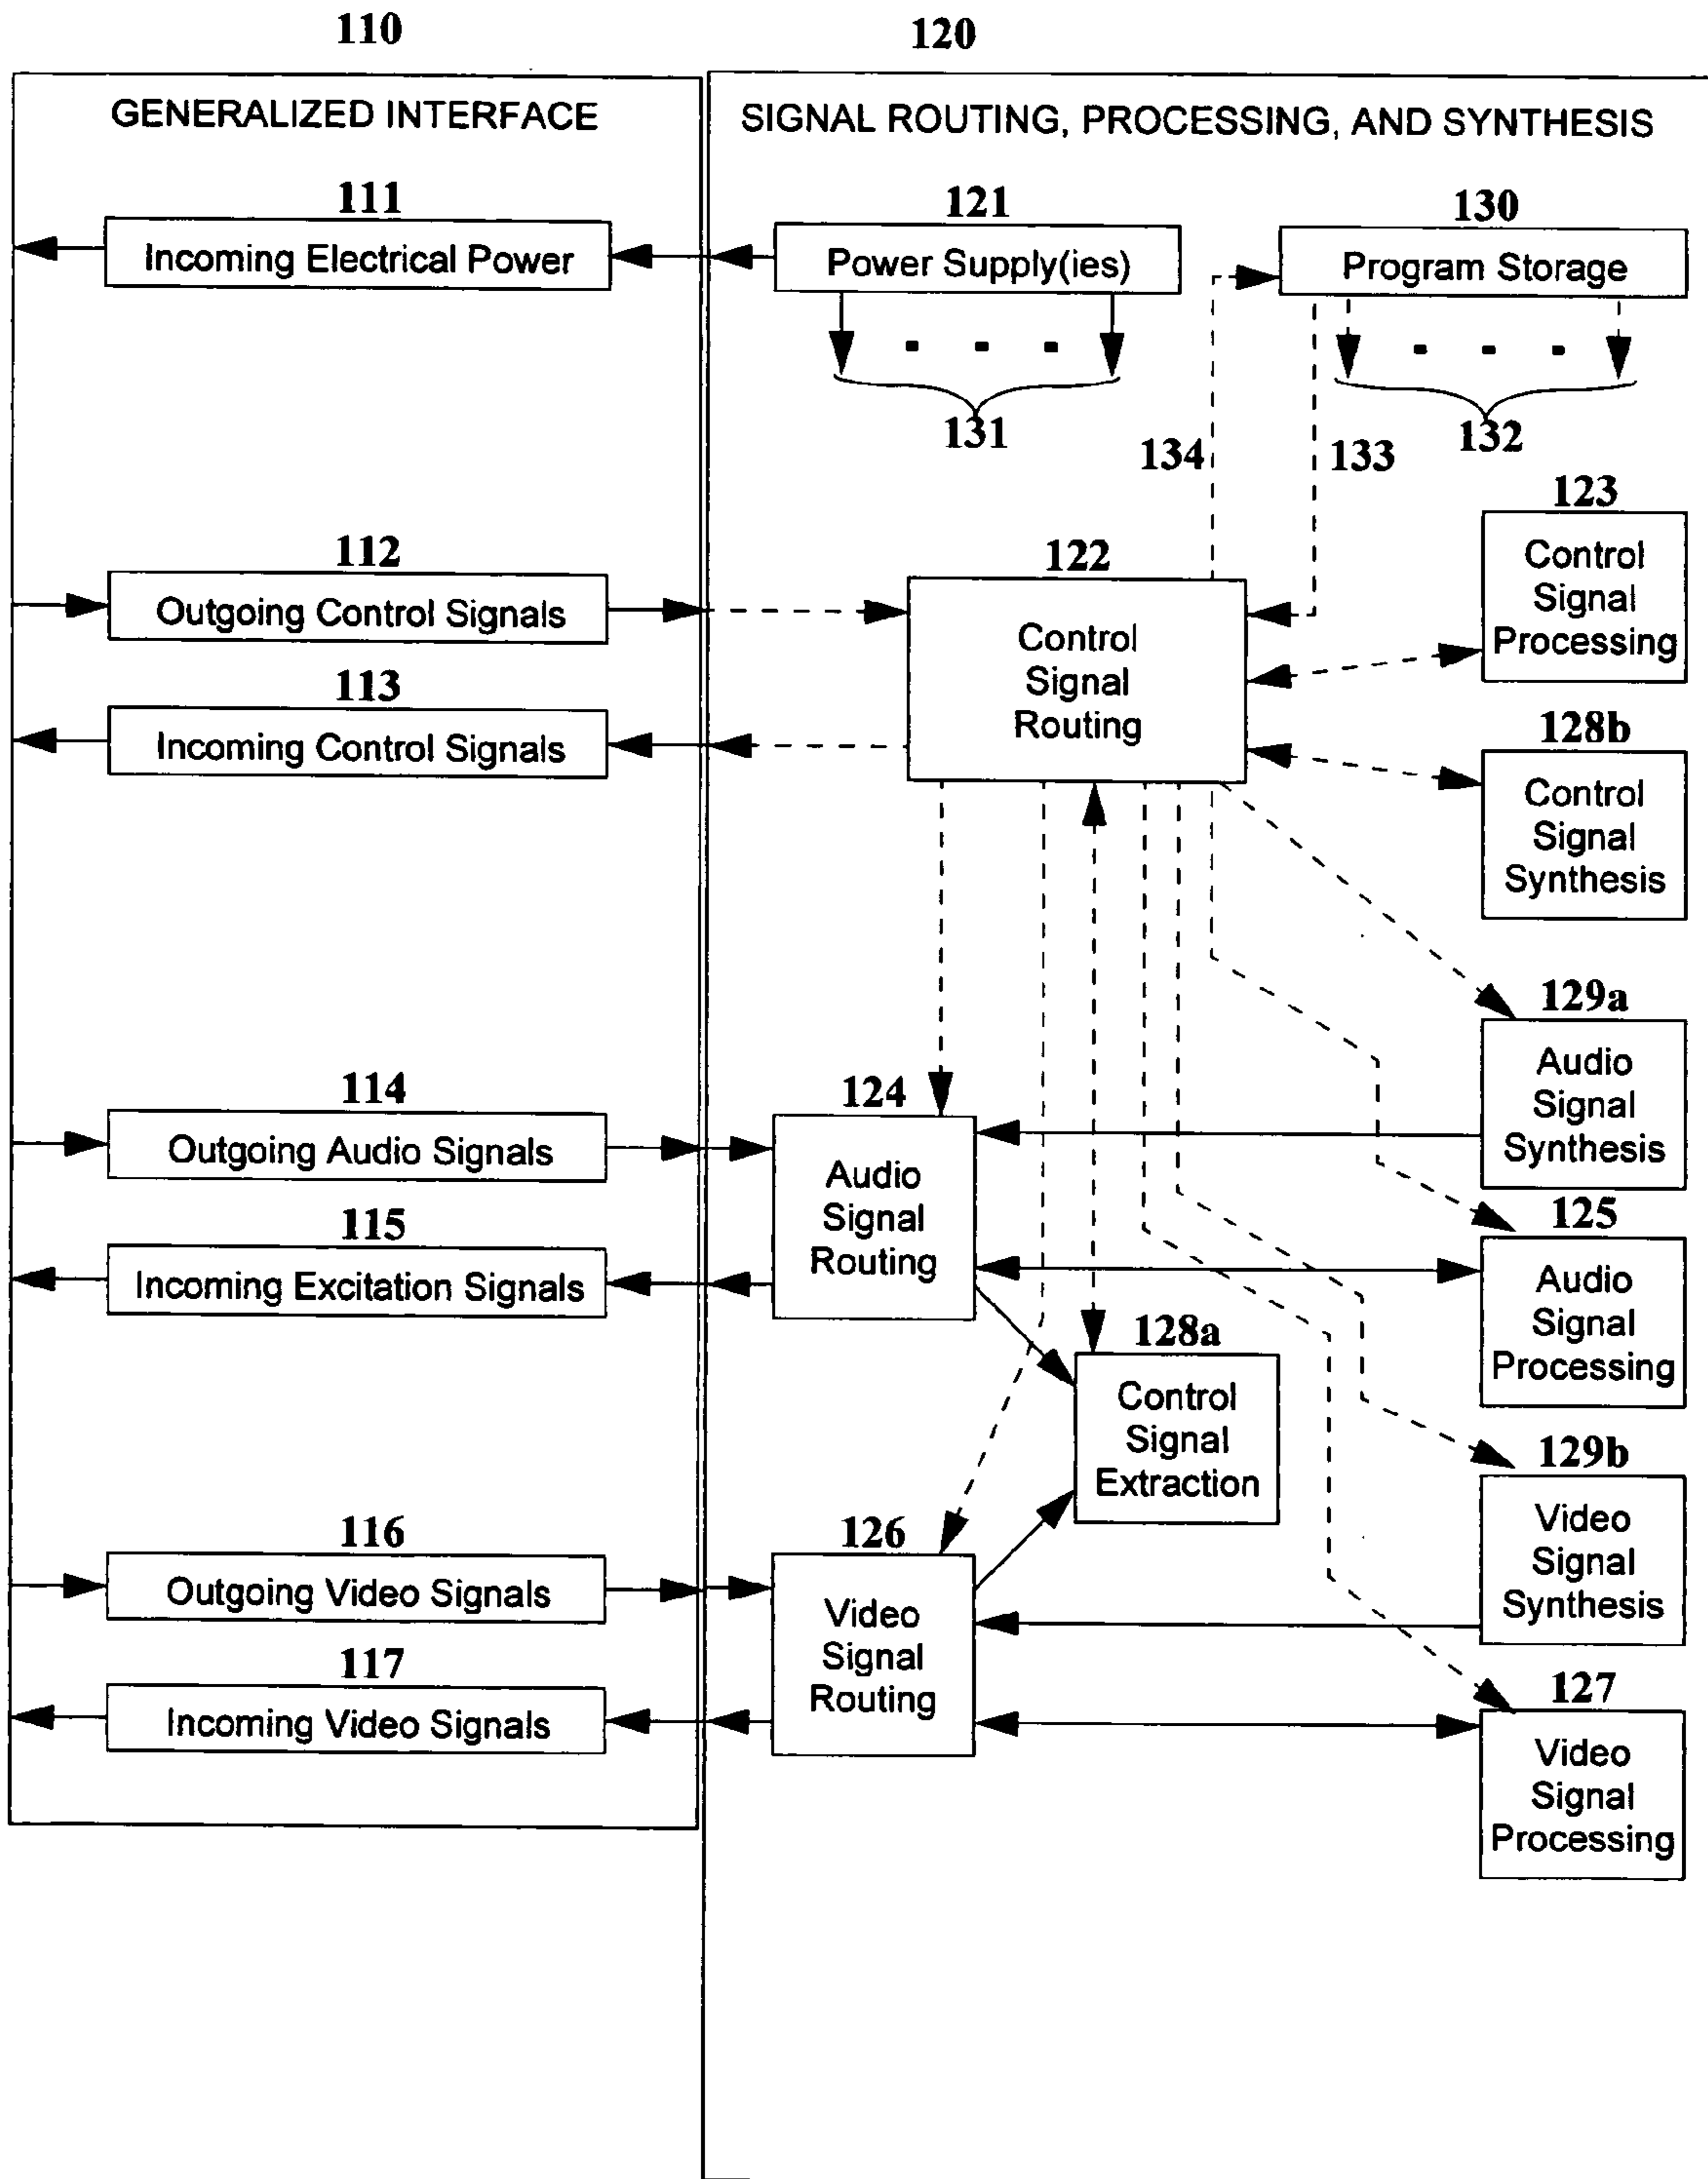 110
120
GENERALIZED INTERFACE
SIGNAL ROUTING, PROCESSING, AND SYNTHESIS
111
Incoming Electrical Power
121
Power Supply(ies)
130
Program Storage
131
132
134
133
123
Control
Signal
Processing
112
Outgoing Control Signals
122
Control
Signal
Routing
113
Incoming Control Signals
128b
Control
Signal
Synthesis
129a
Audio
Signal
Synthesis
114
Outgoing Audio Signals
124
Audio
Signal
Routing
115
Incoming Excitation Signals
125
Audio
Signal
Processing
128a
Control
Signal
Extraction
129b
Video
Signal
Synthesis
116
Outgoing Video Signals
126
Video
Signal
Routing
117
Incoming Video Signals
127
Video
Signal
Processing